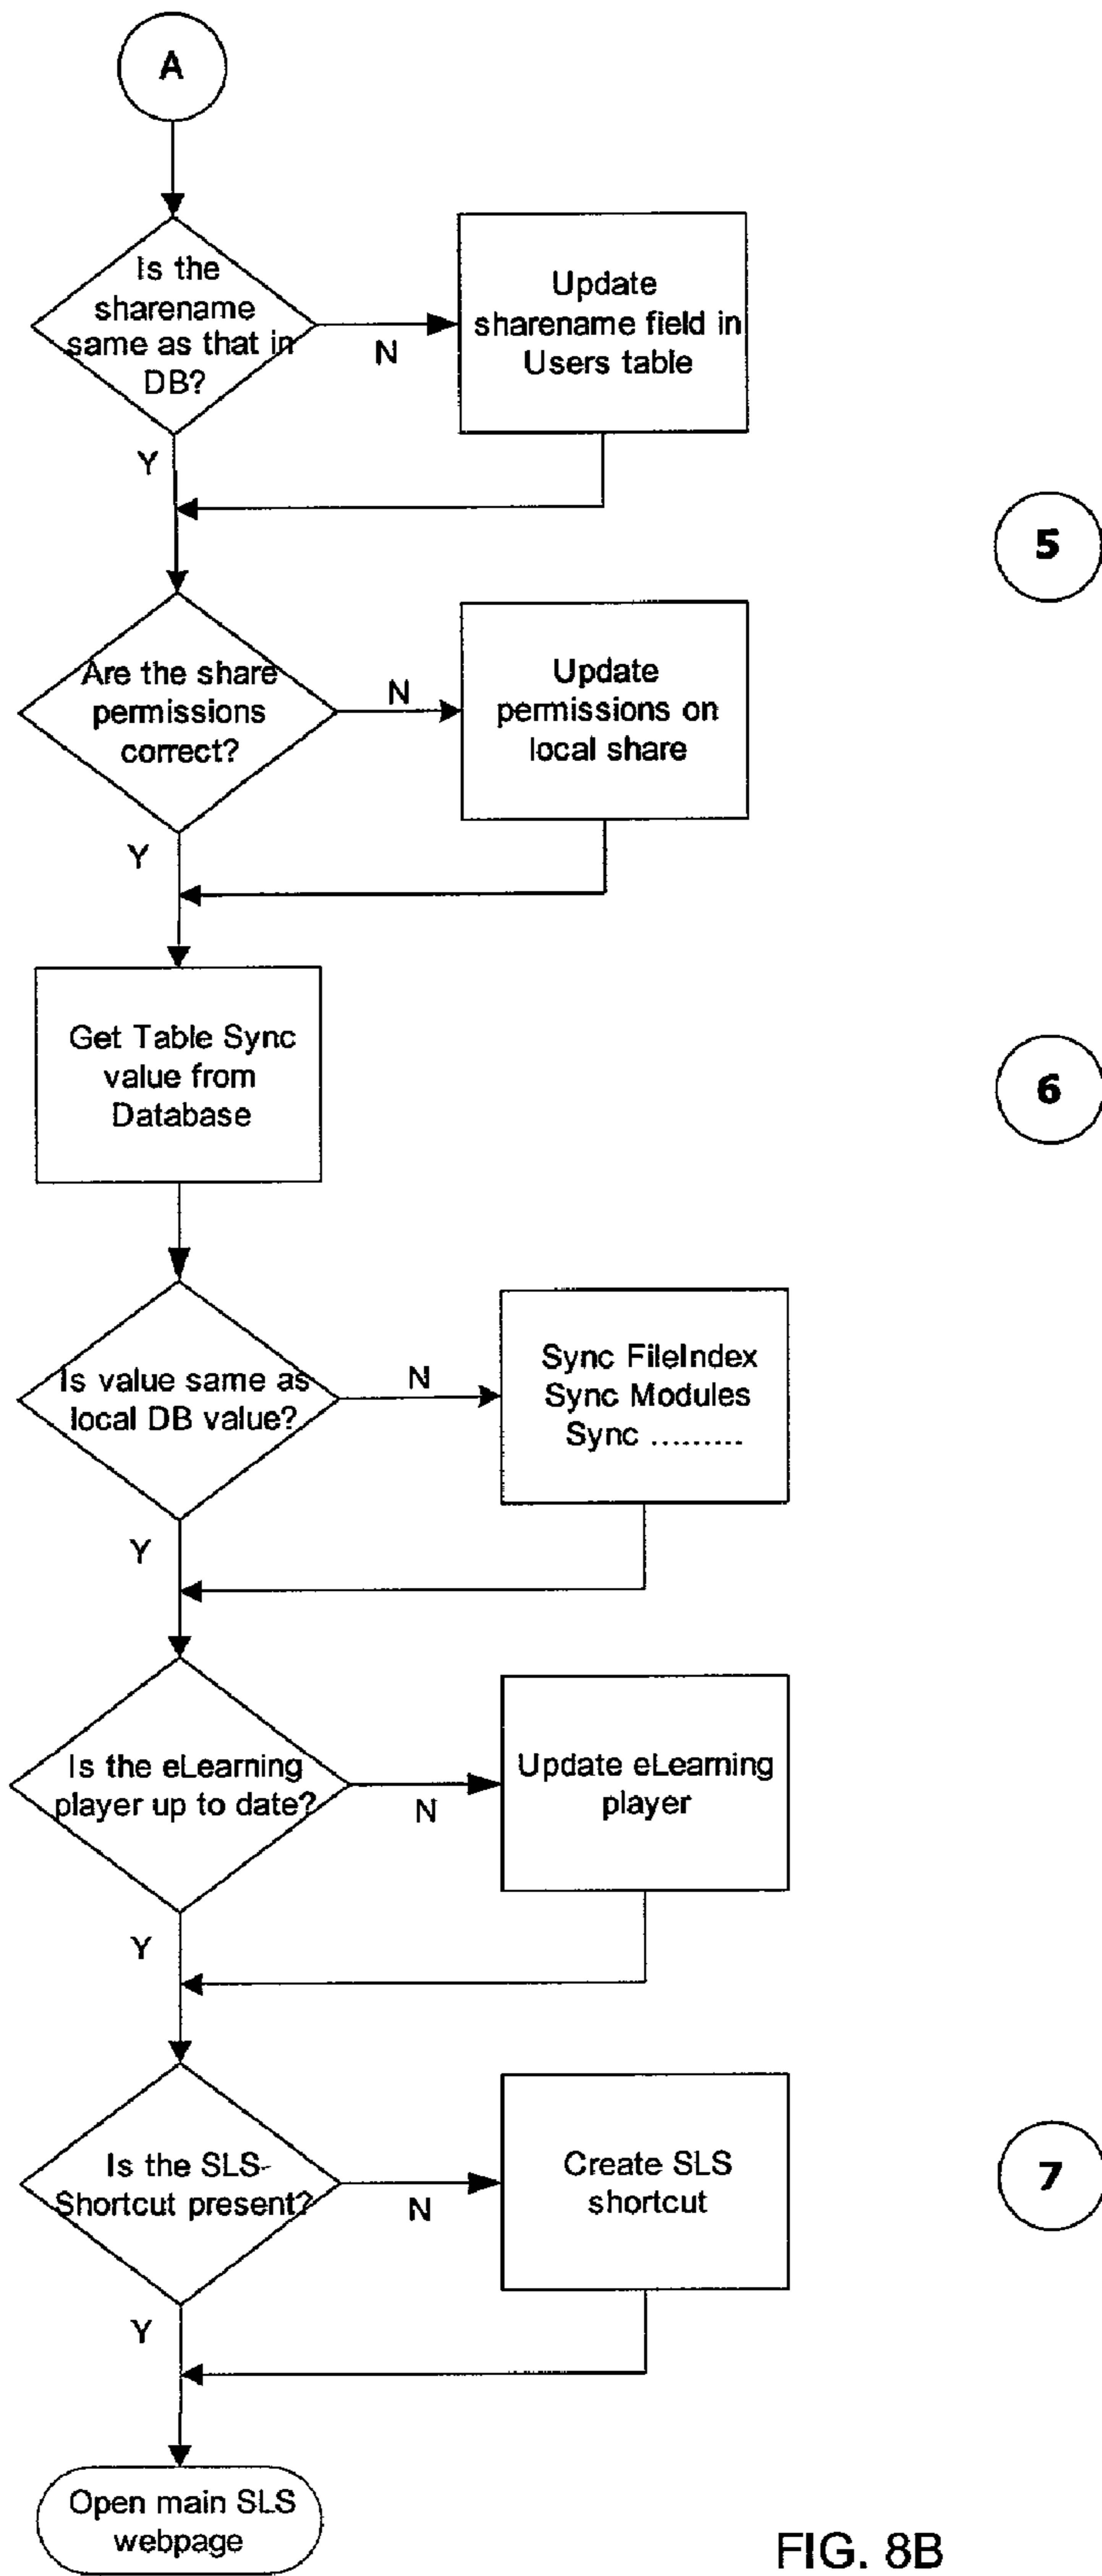 A
Is the
sharename
same as that in
DB?
N
Update
sharename field in
Users table
Y
5
Are the share
permissions
correct?
N
Update
permissions on
local share
Y
Get Table Sync
value from
Database
6
Is value same as
local DB value?
N
Sync FileIndex
Sync Modules
Sync .........
Y
Is the eLearning
player up to date?
N
Update eLearning
player
Y
Is the SLS-
Shortcut present?
N
Create SLS
shortcut
7
Y
Open main SLS
webpage
FIG. 8B